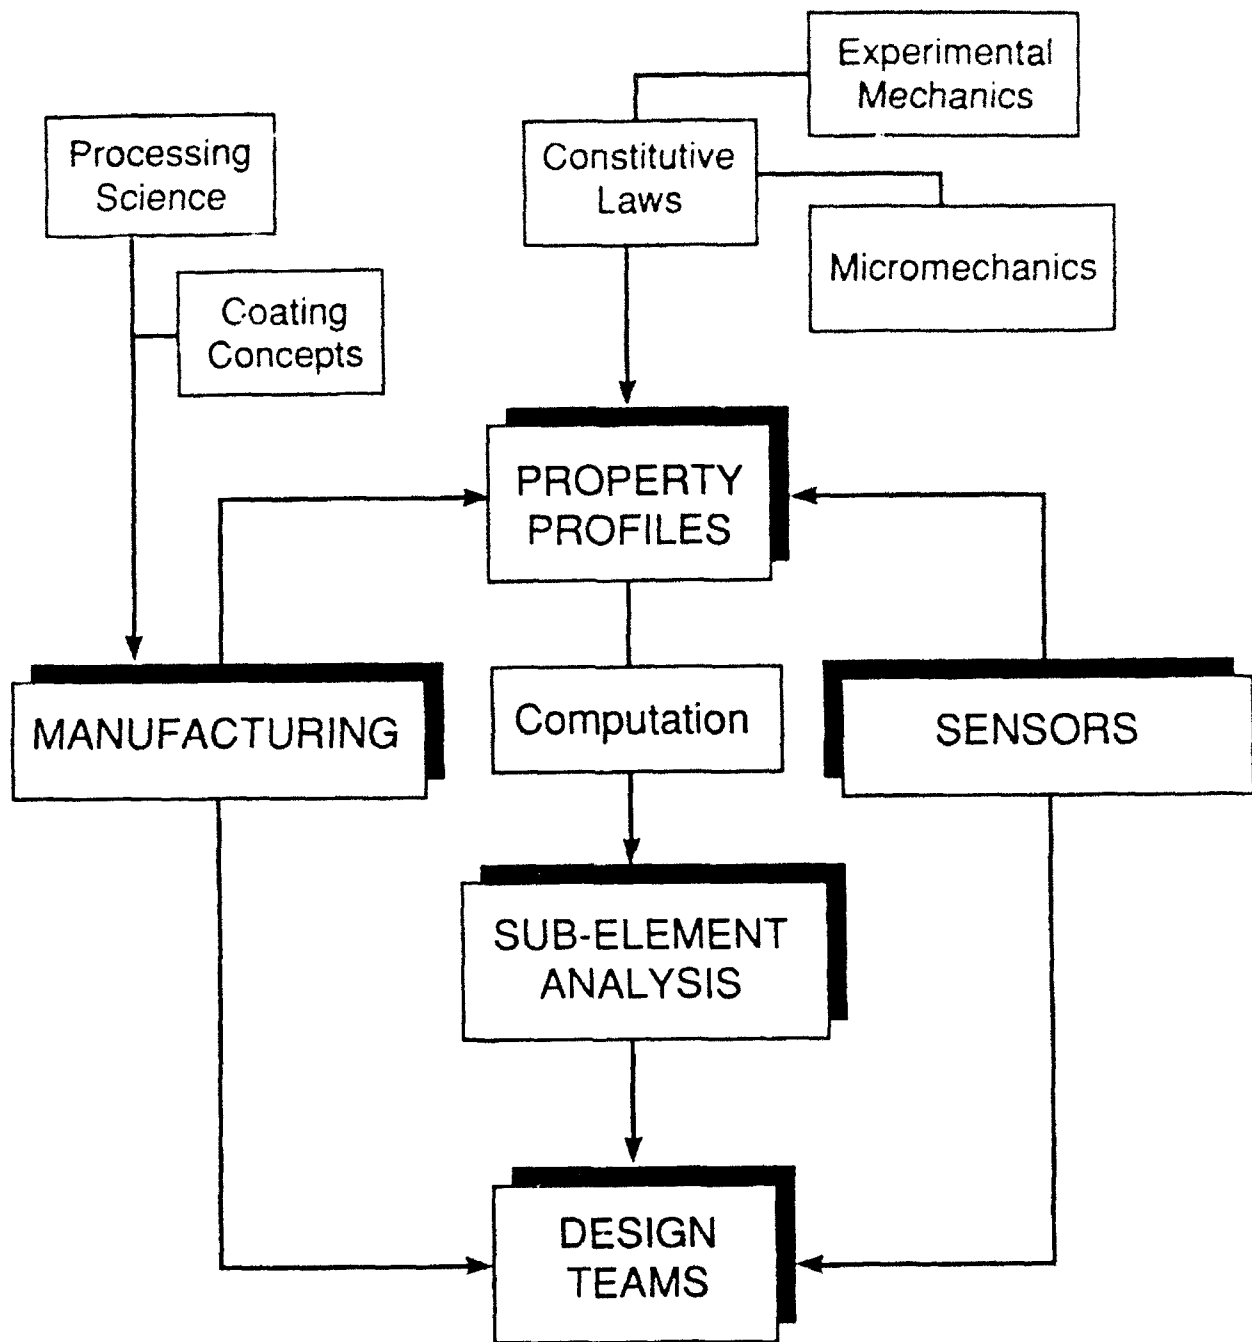 Experimental
Mechanics
Processing
Science
Constitutive
Laws
Micromechanics
Coating
Concepts
PROPERTY
PROFILES
MANUFACTURING
Computation
SENSORS
SUB-ELEMENT
ANALYSIS
DESIGN
TEAMS